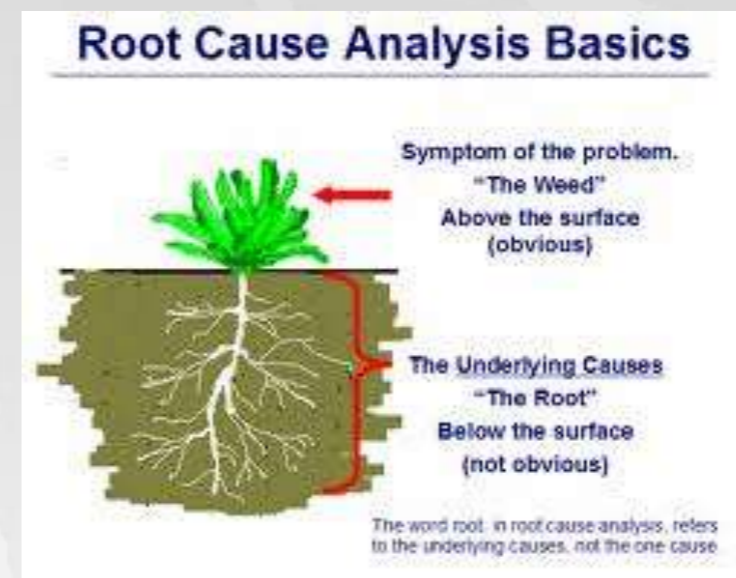 Root Cause Analysis Basics
Symptom of the problem.
"The Weed"
Above the surface
(obvious)
The Underlying Causes
"The Root"
Below the surface
(not obvious)
The word root, in root cause analysis, refers
to the underlying causes, not the one cause